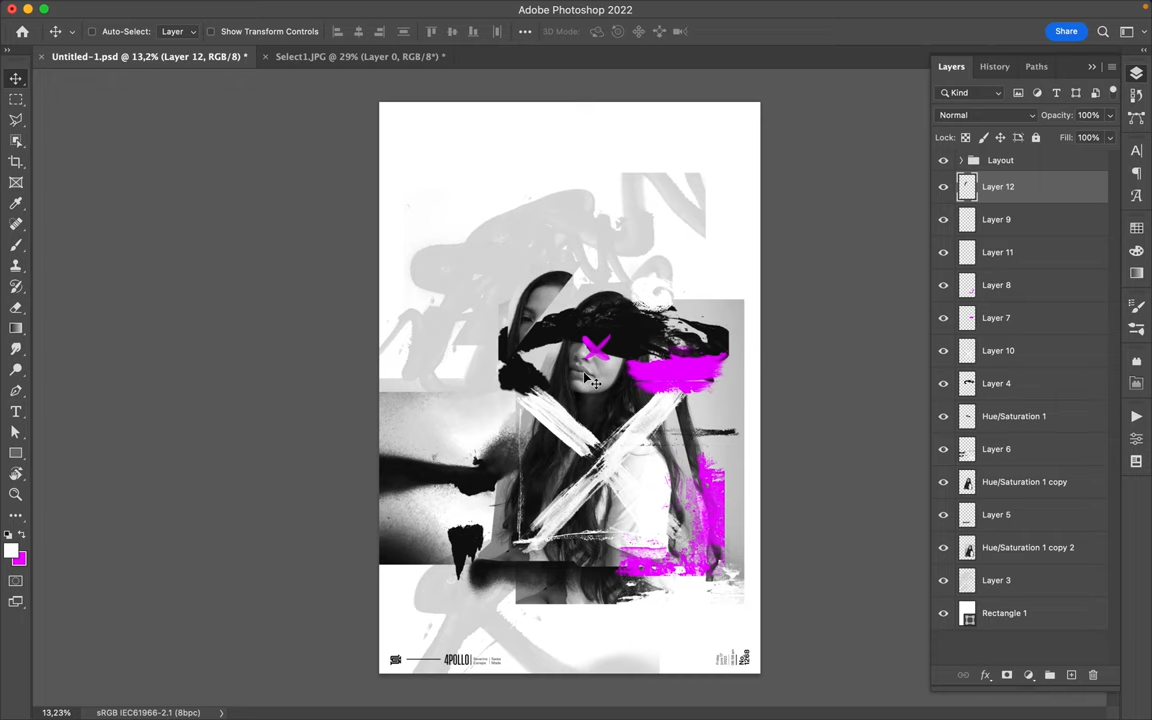 Adobe Photoshop 2022
Auto-Select: Layer Show Transform Controls 3D Mode: Share
Untitled-1.psd @ 13,2% (Layer 12, RGB/8) * Select1.JPG @ 29% (Layer 0, RGB/8*) *
Layers History Paths
Kind
Normal Opacity: 100%
Lock: Fill: 100%
Layout
Layer 12
Layer 9
Layer 11
Layer 8
Layer 7
Layer 10
Layer 4
Hue/Saturation 1
Layer 6
Hue/Saturation 1 copy
Layer 5
Hue/Saturation 1 copy 2
Layer 3
Rectangle 1
4POLLO
No.1268
13,23% sRGB IEC61966-2.1 (8bpc)